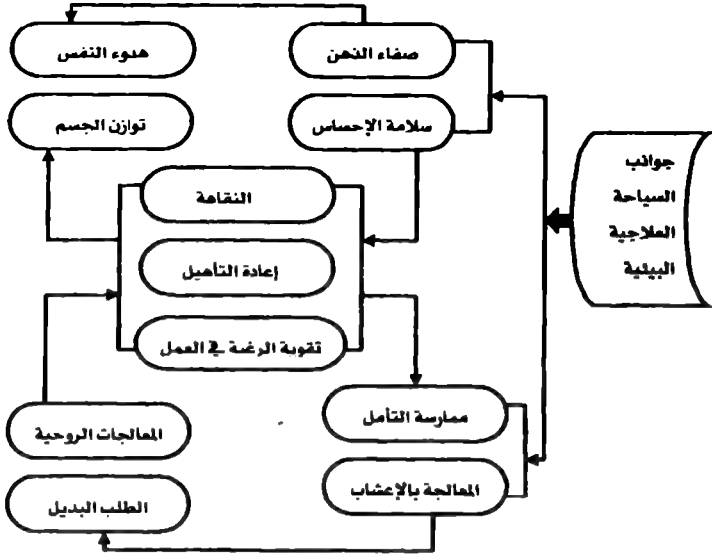 صفاء الذهن
هدوء النفس
سلامة الإحساس
توازن الجسم
جوانب
السياحة
العلاجية
البيئية
النقاهة
إعادة التأهيل
تقوية الرغبة في العمل
ممارسة التأمل
المعالجات الروحية
المعالجة بالإعشاب
الطلب البديل